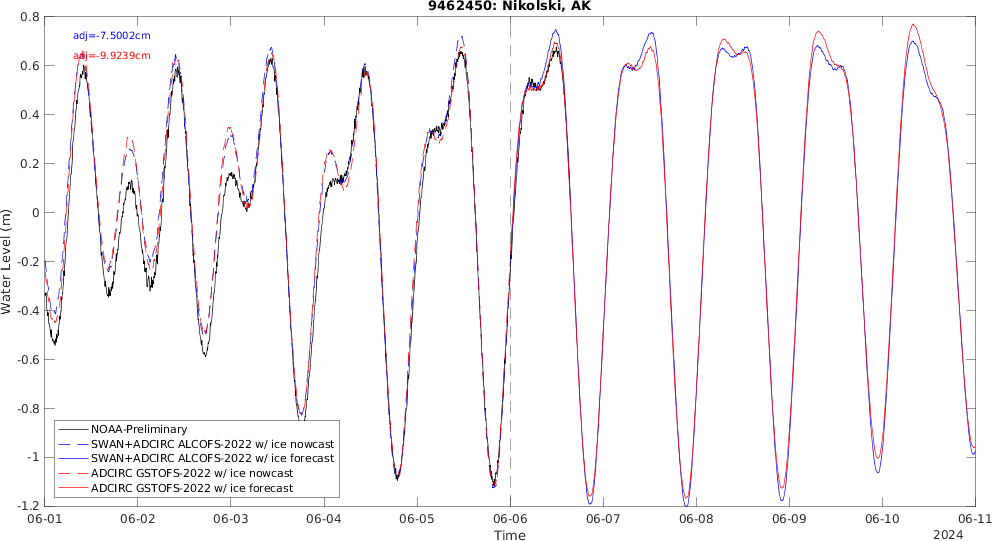 9462450: Nikolski, AK
adj=-7.5002cm
adj=-9.9239cm
0.8
0.6
0.4
0.2
0
-0.2
-0.4
-0.6
-0.8
-1
-1.2
Water Level (m)
NOAA-Preliminary
SWAN+ADCIRC ALCOFS-2022 w/ ice nowcast
SWAN+ADCIRC ALCOFS-2022 w/ ice forecast
ADCIRC GSTOFS-2022 w/ ice nowcast
ADCIRC GSTOFS-2022 w/ ice forecast
06-01 06-02 06-03 06-04 06-05 06-06 06-07 06-08 06-09 06-10 06-11
Time
2024